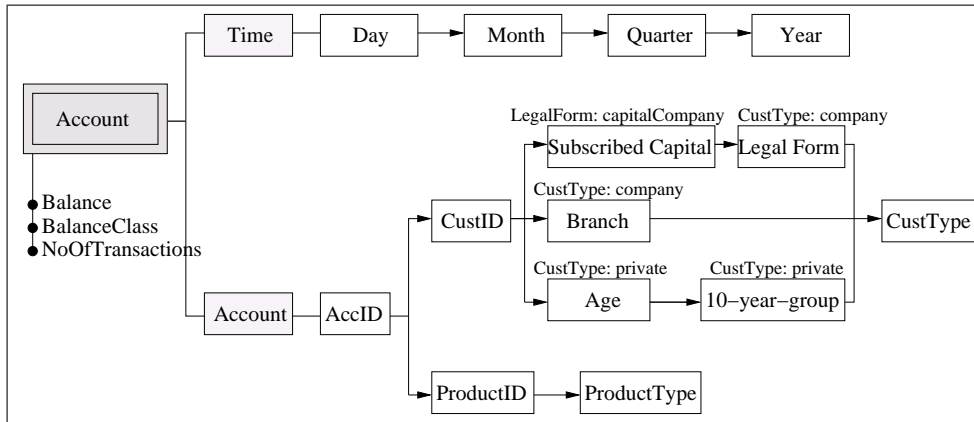 Time
Day
Month
Quarter
Year
Account
LegalForm: capitalCompany
CustType: company
Subscribed Capital
Legal Form
Balance
BalanceClass
NoOfTransactions
CustType: company
CustID
Branch
CustType
CustType: private
CustType: private
Account
AccID
Age
10−year−group
ProductID
ProductType